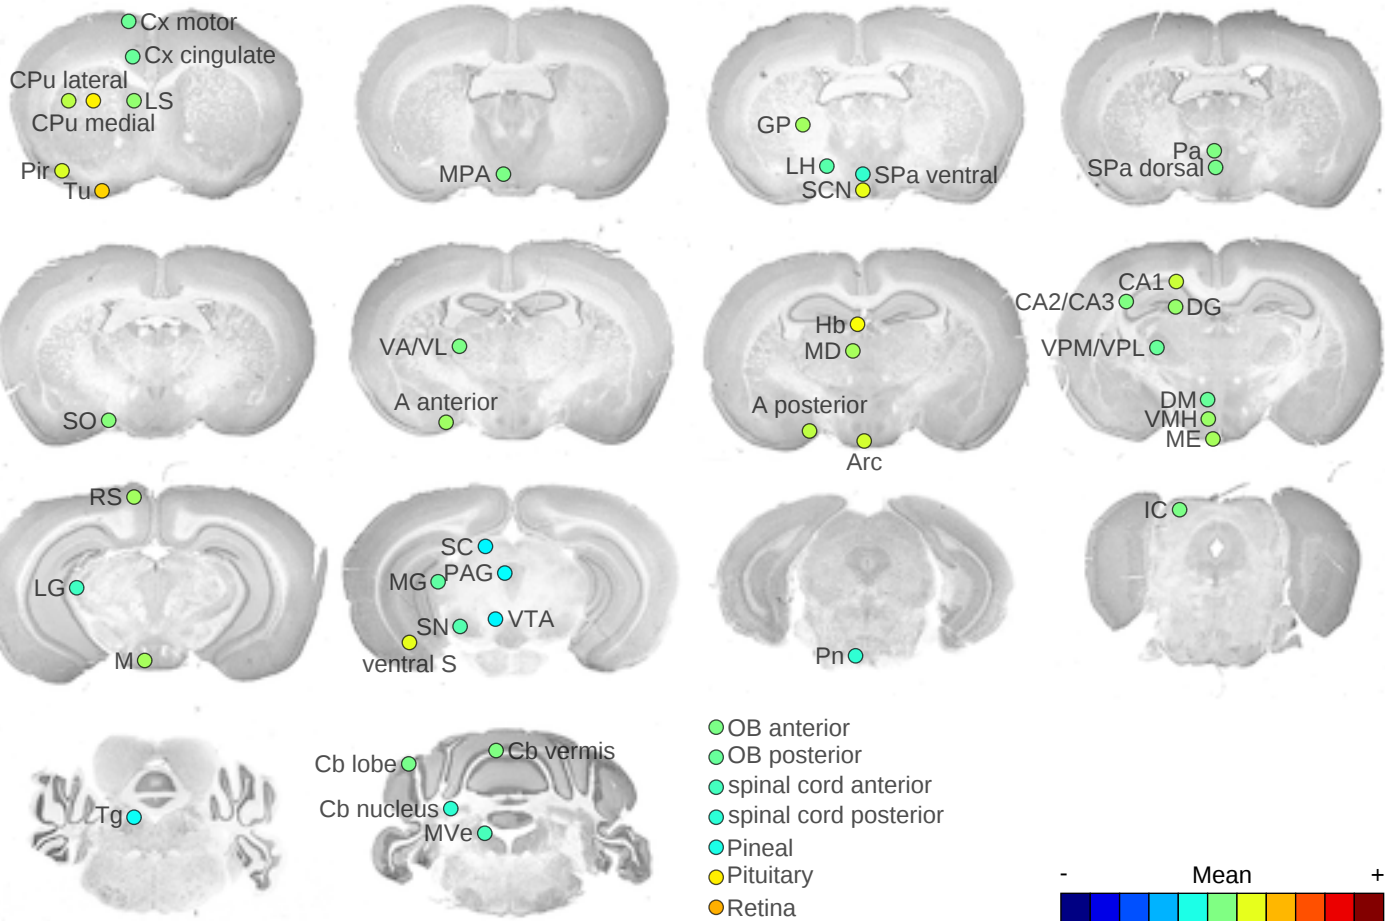 Cx motor
Cx cingulate
CPu lateral
LS
CPu medial
Pir
Tu
MPA
GP
LH
SPa ventral
SCN
Pa
SPa dorsal
SO
VA/VL
A anterior
Hb
MD
A posterior
Arc
CA1
CA2/CA3
DG
VPM/VPL
DM
VMH
ME
RS
LG
M
SC
MG
PAG
SN
VTA
ventral S
Pn
IC
Tg
Cb lobe
Cb vermis
Cb nucleus
MVe
OB anterior
OB posterior
spinal cord anterior
spinal cord posterior
Pineal
Pituitary
Retina
- Mean +